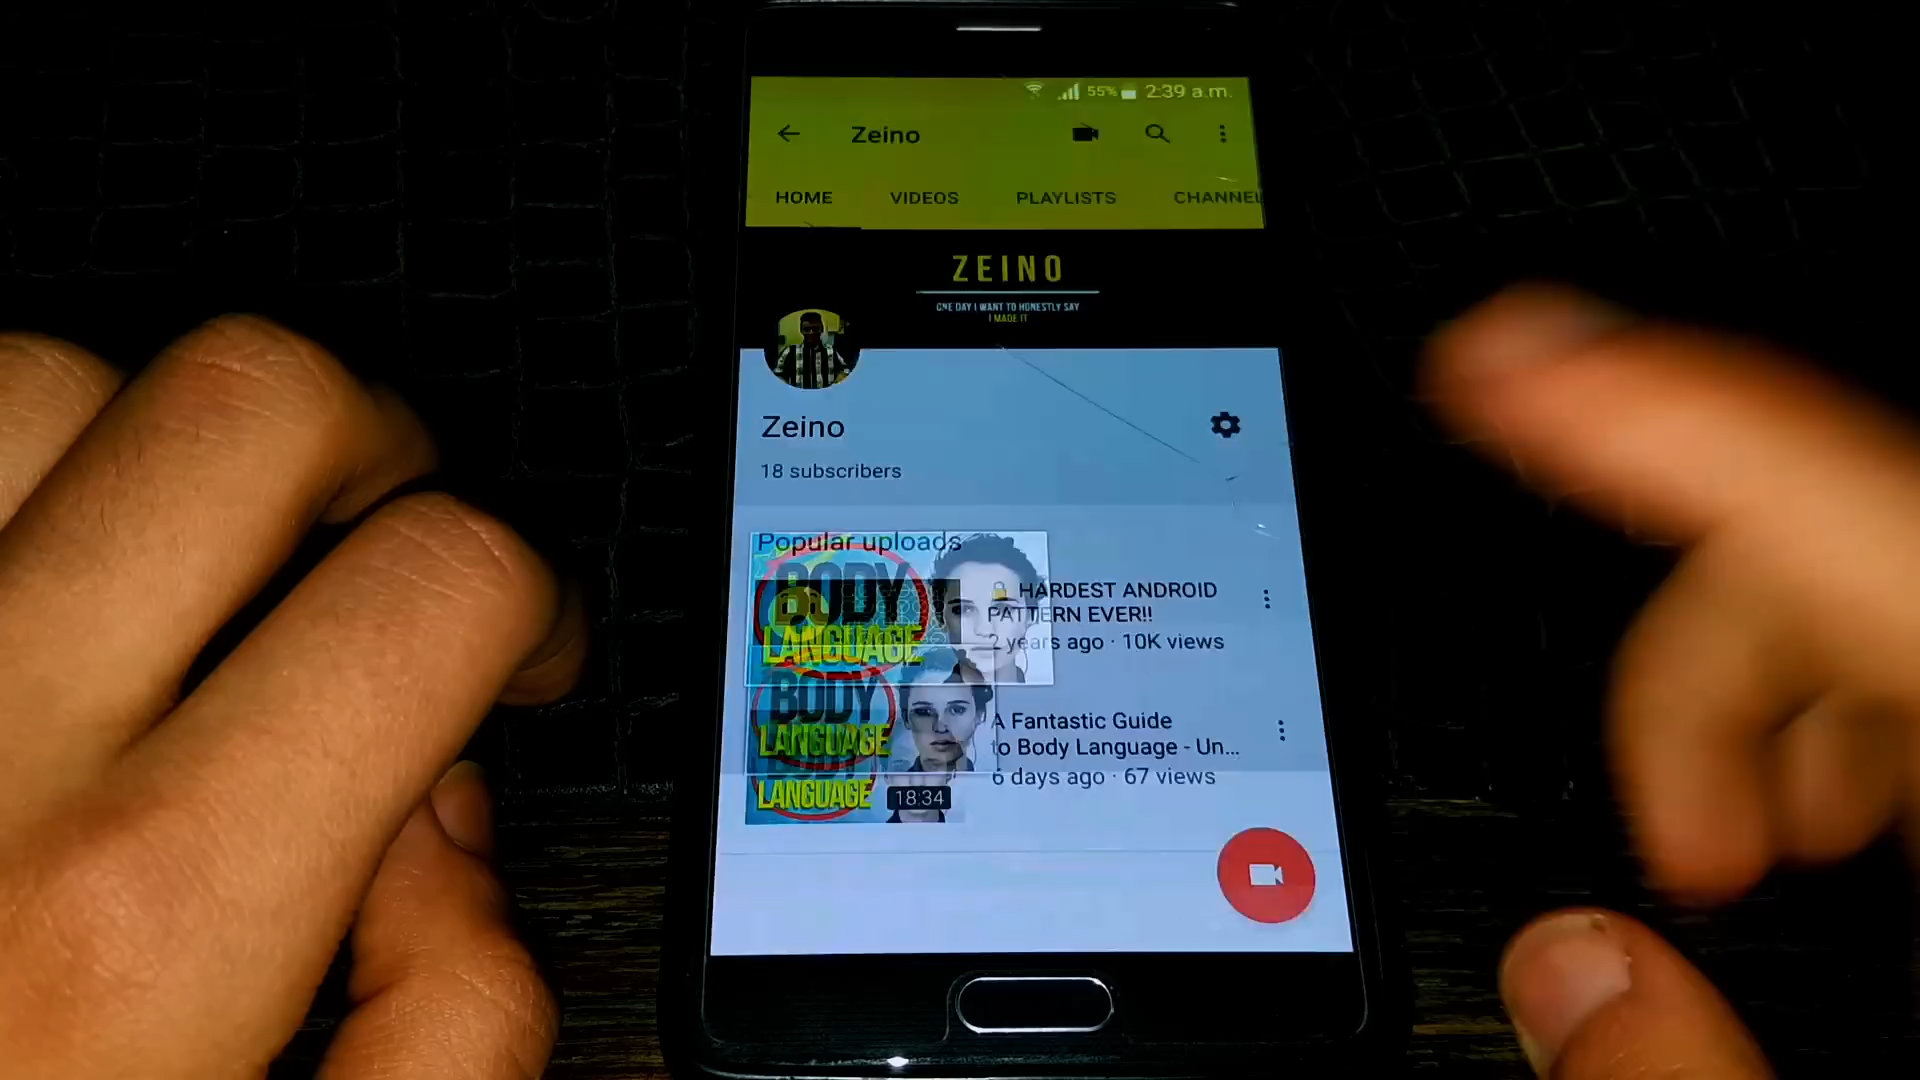 55% 2:39 a.m.
Zeino
HOME VIDEOS PLAYLISTS CHANNEL
ZEINO
ONE DAY I WANT TO HONESTLY SAY
I MADE IT
Zeino
18 subscribers
Popular uploads
BODY
LANGUAGE
HARDEST ANDROID
PATTERN EVER!!
2 years ago · 10K views
BODY
LANGUAGE
A Fantastic Guide
to Body Language - Un...
6 days ago · 67 views
BODY
LANGUAGE
18:34